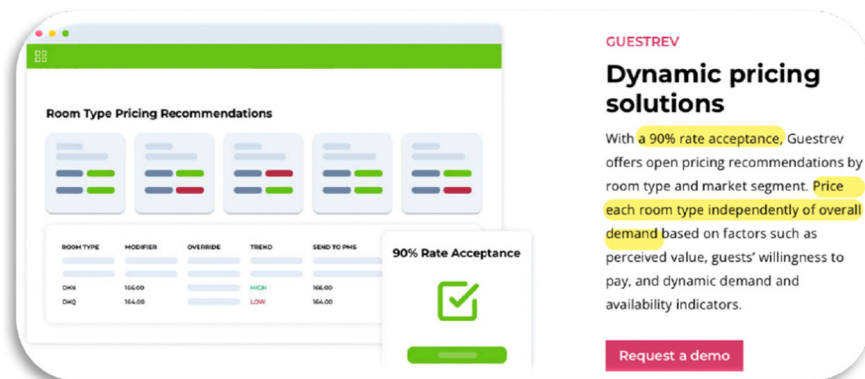 GUESTREV
Dynamic pricing
solutions
With a 90% rate acceptance, Guestrev
offers open pricing recommendations by
room type and market segment. Price
each room type independently of overall
demand based on factors such as
perceived value, guests' willingness to
pay, and dynamic demand and
availability indicators.
Request a demo
Room Type Pricing Recommendations
ROOM TYPE MODIFIER OVERRIDE TREND SEND TO PMS
166.00 HIGH 166.00
DKQ 164.00 LOW 164.00
90% Rate Acceptance